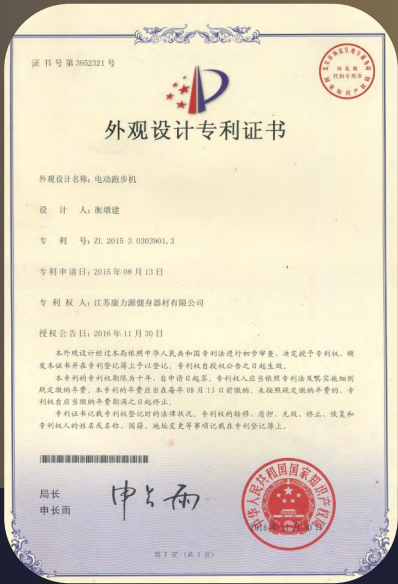 证书号第3952321号
外观设计专利证书
外观设计名称：电动跑步机
设 计 人：衡墩建
专 利 号：ZL 2015 3 0303901.3
专利申请日：2015年08月13日
专 利 权 人：江苏康力源健身器材有限公司
授权公告日：2016年11月30日
本外观设计经过本局依照中华人民共和国专利法进行初步审查，决定授予专利权，颁
发本证书并在专利登记簿上予以登记。专利权自授权公告之日起生效。
本专利的专利权期限为十年，自申请日起算。专利权人应当依照专利法及其实施细则
规定缴纳年费。本专利的年费应当在每年08月13日前缴纳。未按照规定缴纳年费的，专
利权自应当缴纳年费期满之日起终止。
专利证书记载专利权登记时的法律状况。专利权的转移、质押、无效、终止、恢复和
专利权人的姓名或名称、国籍、地址变更等事项记载在专利登记簿上。
局长
申长雨
申长雨
中华人民共和国国家知识产权局
2016年11月30日
第1页（共1页）